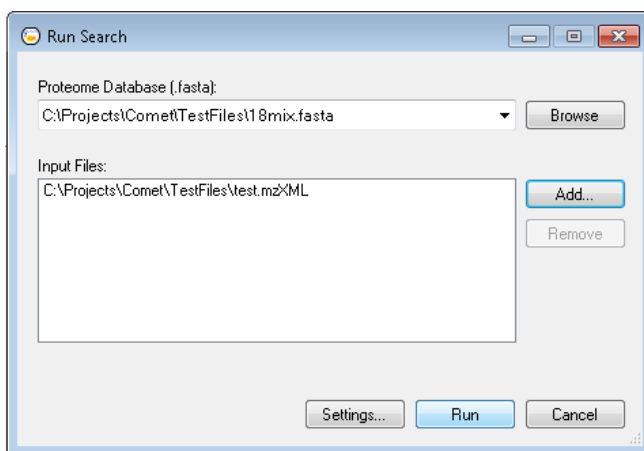 Run Search
Proteome Database (.fasta):
C:\Projects\Comet\TestFiles\18mix.fasta
Browse
Input Files:
C:\Projects\Comet\TestFiles\test.mzXML
Add...
Remove
Settings...
Run
Cancel